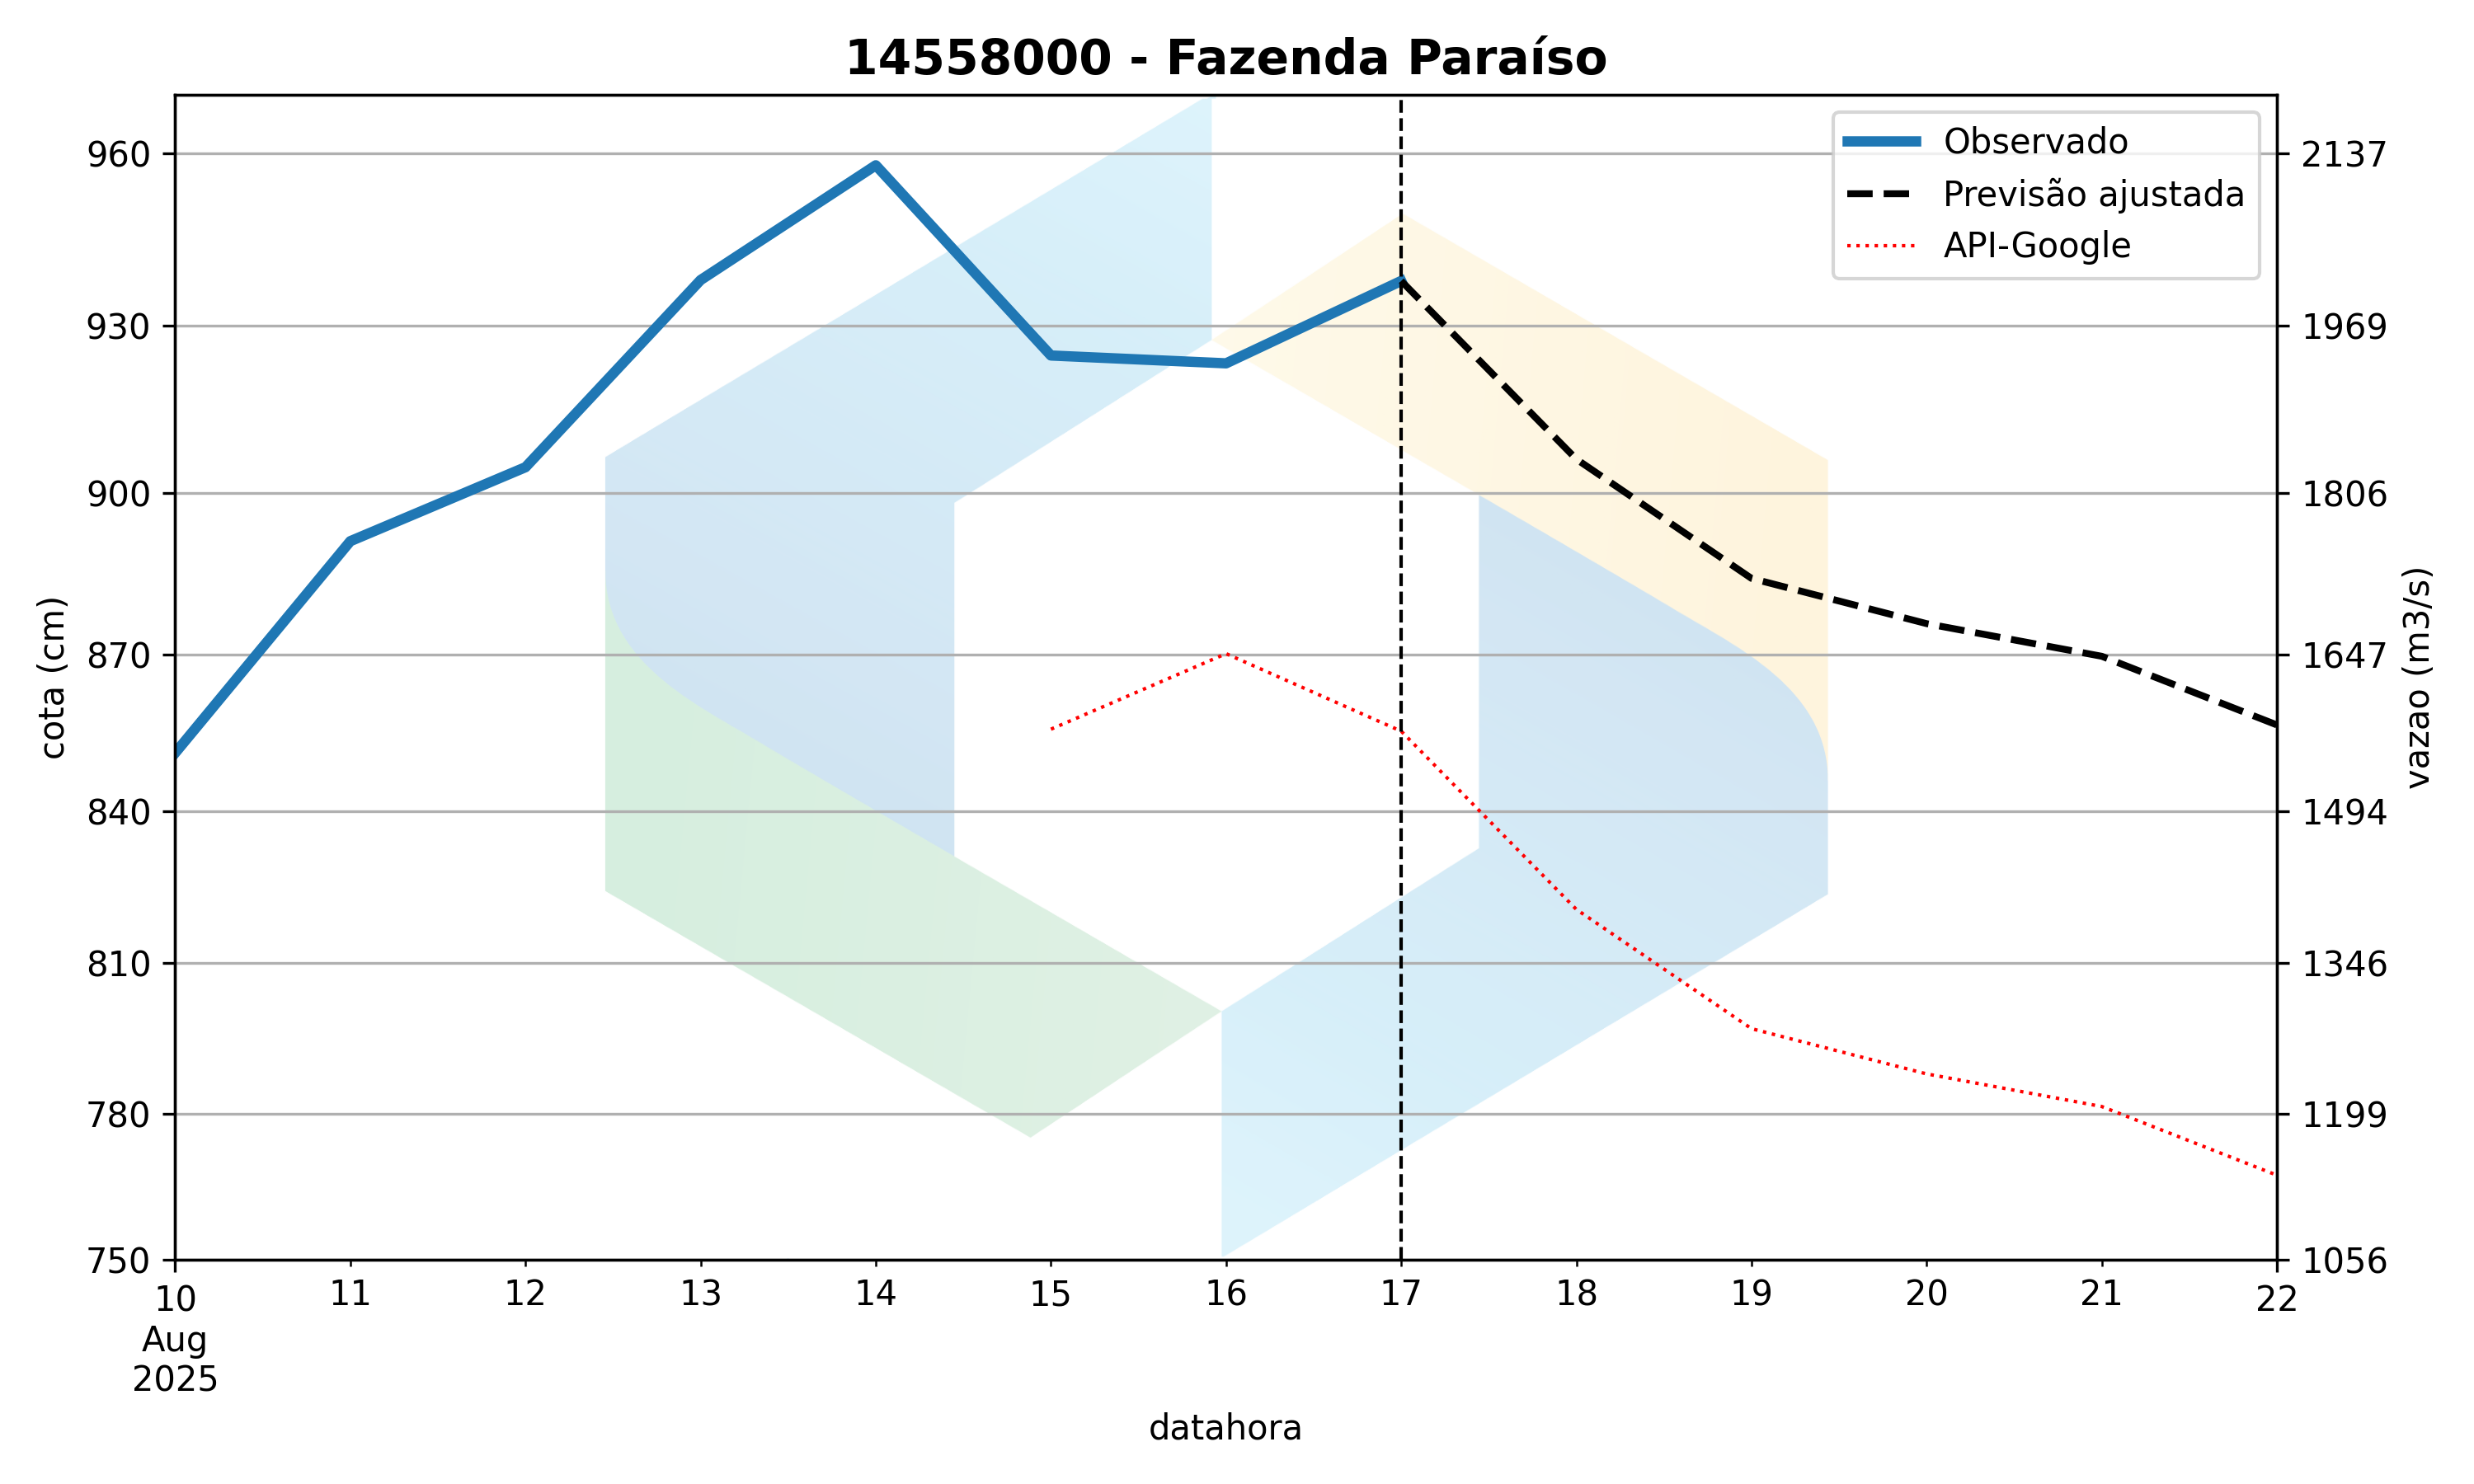 14558000 - Fazenda Paraíso
Observado
Previsão ajustada
API-Google
960
930
900
870
840
810
780
750
cota (cm)
2137
1969
1806
1647
1494
1346
1199
1056
vazao (m3/s)
10 11 12 13 14 15 16 17 18 19 20 21 22
Aug
2025
datahora